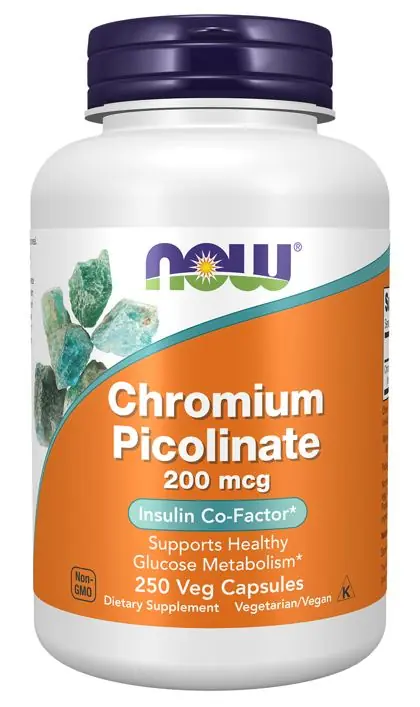 now®
Chromium
Picolinate
200 mcg
Insulin Co-Factor*
Supports Healthy
Glucose Metabolism*
250 Veg Capsules
Non-
GMO
Dietary Supplement Vegetarian/Vegan
K